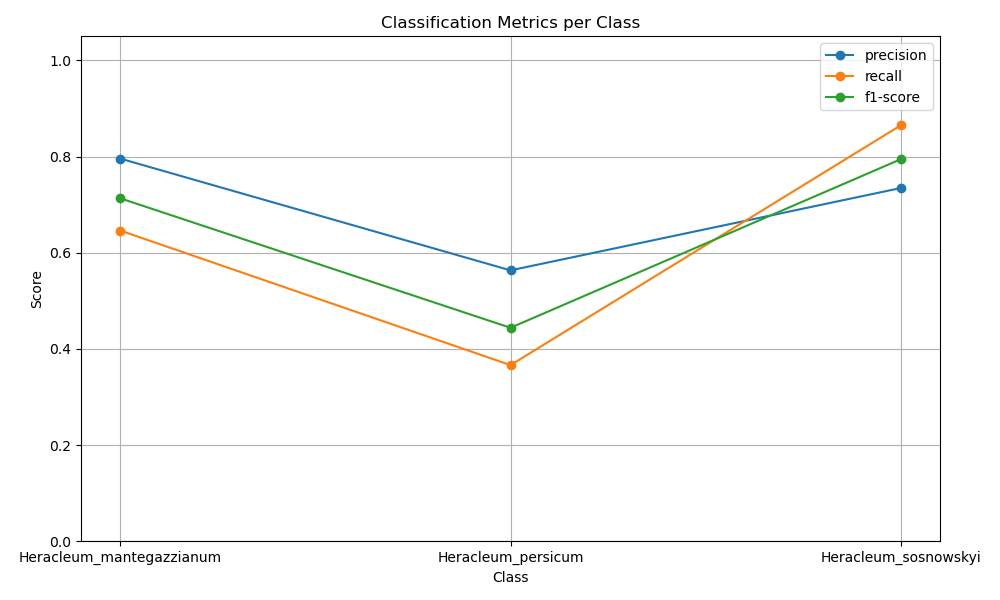 Classification Metrics per Class
precision
recall
f1-score
1.0
0.8
0.6
0.4
0.2
0.0
Score
Heracleum_mantegazzianum
Heracleum_persicum
Heracleum_sosnowskyi
Class